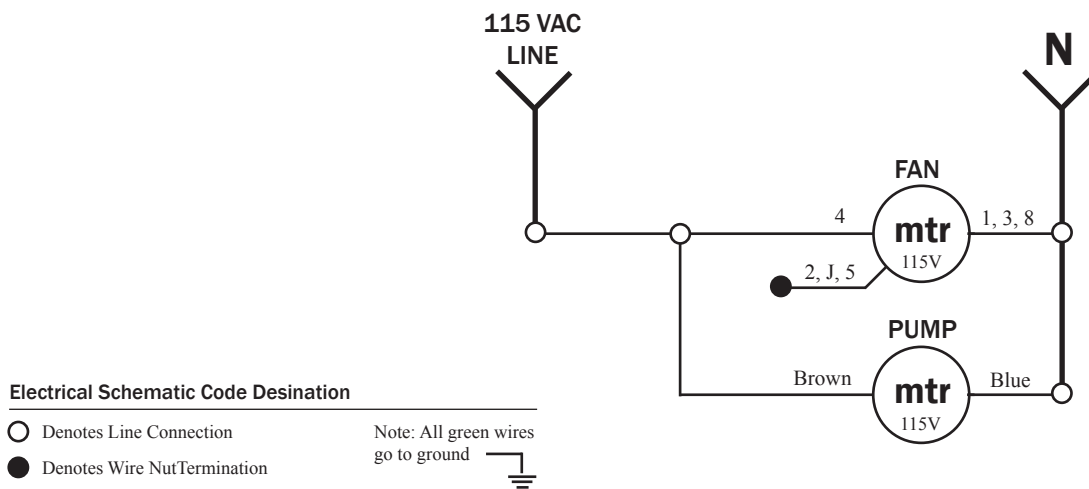 115 VAC
LINE
N
FAN
4
mtr
115V
1, 3, 8
2, J, 5
PUMP
Brown
mtr
115V
Blue
Electrical Schematic Code Desination
Denotes Line Connection
Denotes Wire NutTermination
Note: All green wires
go to ground